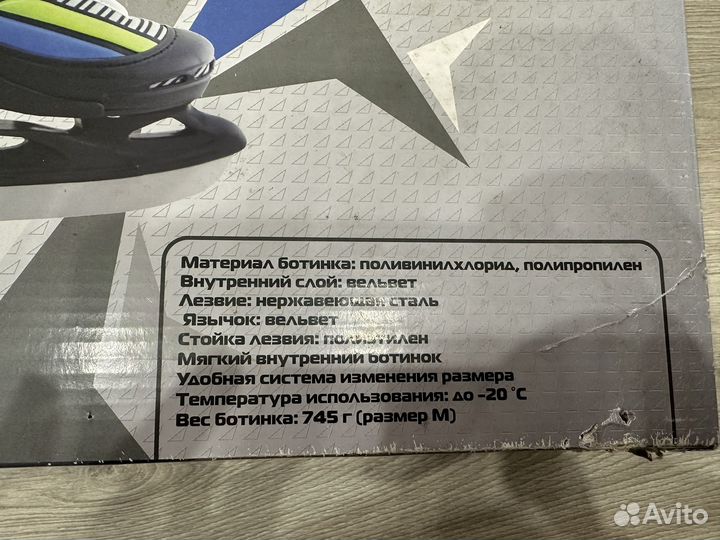 Материал ботинка: поливинилхлорид, полипропилен
Внутренний слой: вельвет
Лезвие: нержавеющая сталь
Язычок: вельвет
Стойка лезвия: полиэтилен
Мягкий внутренний ботинок
Удобная система изменения размера
Температура использования: до -20 °С
Вес ботинка: 745 г (размер М)
Avito